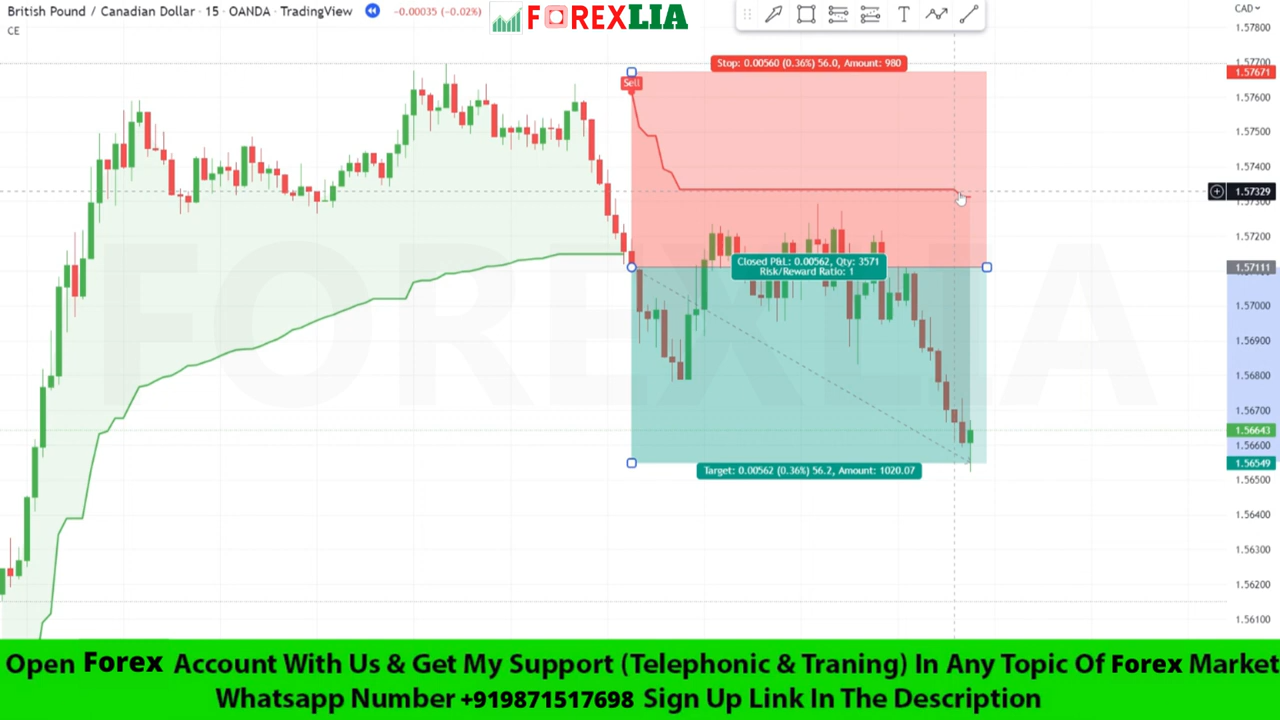 British Pound / Canadian Dollar · 15 · OANDA · TradingView
-0.00035 (-0.02%)
FOREXLIA
CAD
CE
1.57800
Stop: 0.00560 (0.36%) 56.0, Amount: 980
1.57700
1.57671
Sell
1.57600
1.57500
1.57400
1.57329
1.57300
1.57200
Closed P&L: 0.00562, Qty: 3571
Risk/Reward Ratio: 1
1.57111
1.57000
1.56900
FOREXLIA
1.56800
1.56700
1.56643
1.56600
1.56549
Target: 0.00562 (0.36%) 56.2, Amount: 1020.07
1.56500
1.56400
1.56300
1.56200
1.56100
Open Forex Account With Us & Get My Support (Telephonic & Traning) In Any Topic Of Forex Market
Whatsapp Number +919871517698 Sign Up Link In The Description